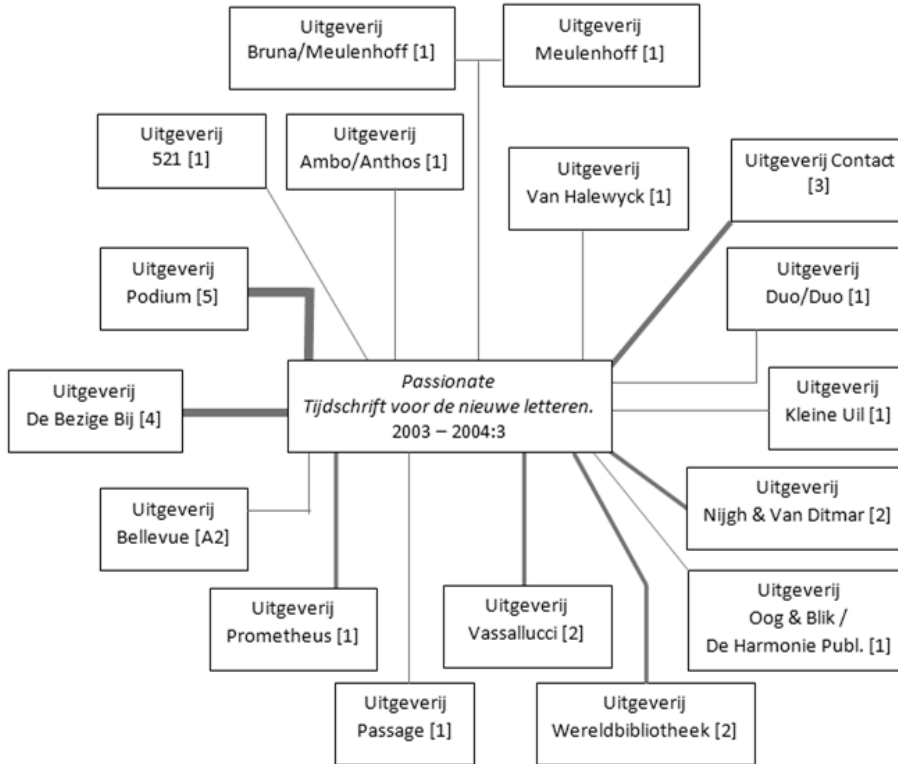 Uitgeverij
Bruna/Meulenhoff [1]
Uitgeverij
Meulenhoff [1]
Uitgeverij
521 [1]
Uitgeverij
Ambo/Anthos [1]
Uitgeverij
Van Halewyck [1]
Uitgeverij Contact
[3]
Uitgeverij
Podium [5]
Uitgeverij
Duo/Duo [1]
Passionate
Tijdschrift voor de nieuwe letteren.
2003 – 2004:3
Uitgeverij
De Bezige Bij [4]
Uitgeverij
Kleine Uil [1]
Uitgeverij
Bellevue [A2]
Uitgeverij
Nijgh & Van Ditmar [2]
Uitgeverij
Prometheus [1]
Uitgeverij
Vassallucci [2]
Uitgeverij
Oog & Blik /
De Harmonie Publ. [1]
Uitgeverij
Passage [1]
Uitgeverij
Wereldbibliotheek [2]